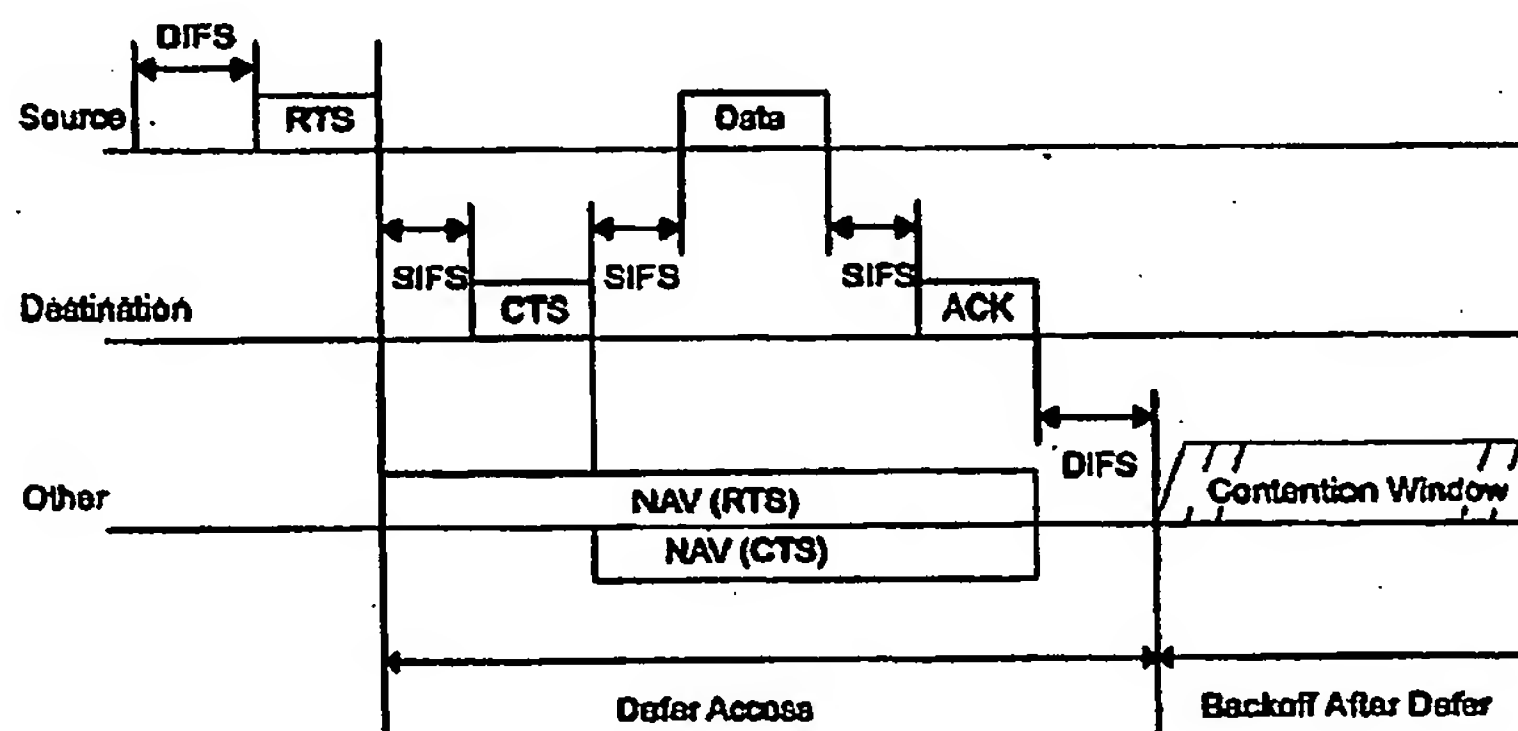 DIFS
Source
RTS
Data
SIFS
SIFS
SIFS
Destination
CTS
ACK
DIFS
Other
NAV (RTS)
Contention Window
NAV (CTS)
Defer Access
Backoff After Defer